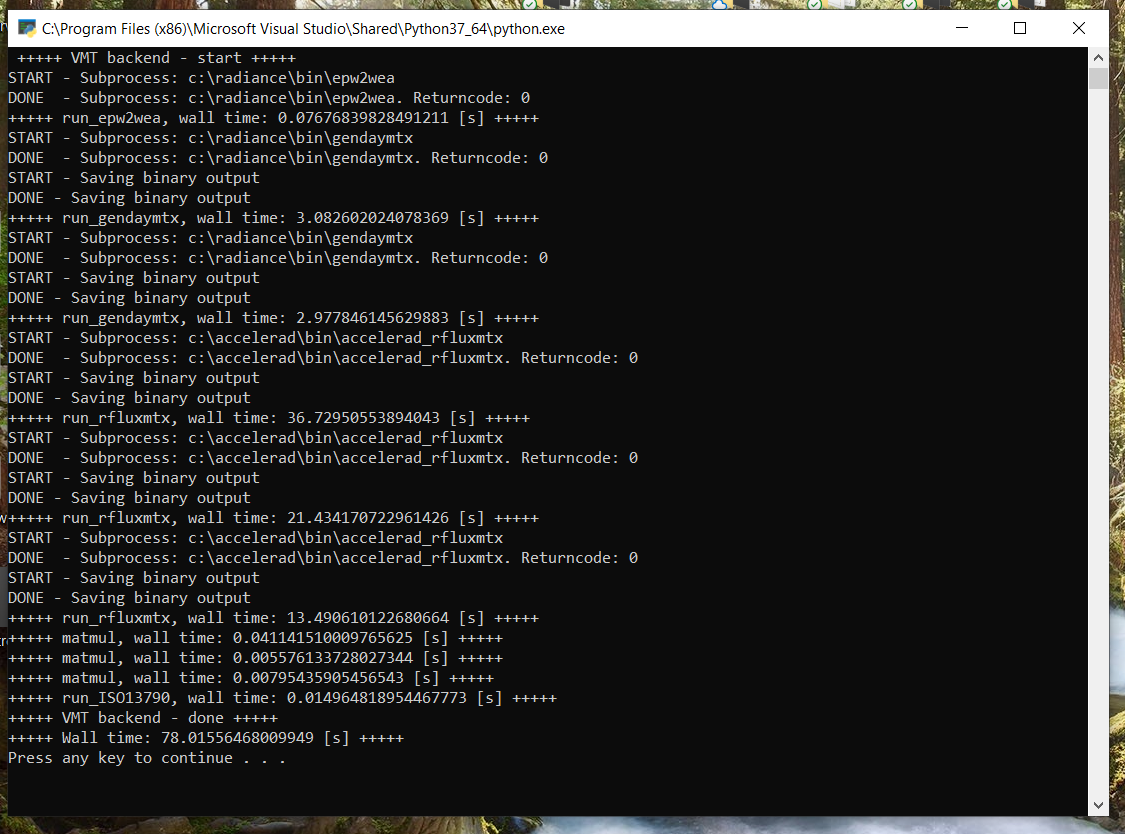 C:\Program Files (x86)\Microsoft Visual Studio\Shared\Python37_64\python.exe
+++++ VMT backend - start +++++
START - Subprocess: c:\radiance\bin\epw2wea
DONE  - Subprocess: c:\radiance\bin\epw2wea. Returncode: 0
+++++ run_epw2wea, wall time: 0.07676839828491211 [s] +++++
START - Subprocess: c:\radiance\bin\gendaymtx
DONE  - Subprocess: c:\radiance\bin\gendaymtx. Returncode: 0
START - Saving binary output
DONE - Saving binary output
+++++ run_gendaymtx, wall time: 3.082602024078369 [s] +++++
START - Subprocess: c:\radiance\bin\gendaymtx
DONE  - Subprocess: c:\radiance\bin\gendaymtx. Returncode: 0
START - Saving binary output
DONE - Saving binary output
+++++ run_gendaymtx, wall time: 2.977846145629883 [s] +++++
START - Subprocess: c:\accelerad\bin\accelerad_rfluxmtx
DONE  - Subprocess: c:\accelerad\bin\accelerad_rfluxmtx. Returncode: 0
START - Saving binary output
DONE - Saving binary output
+++++ run_rfluxmtx, wall time: 36.72950553894043 [s] +++++
START - Subprocess: c:\accelerad\bin\accelerad_rfluxmtx
DONE  - Subprocess: c:\accelerad\bin\accelerad_rfluxmtx. Returncode: 0
START - Saving binary output
DONE - Saving binary output
+++++ run_rfluxmtx, wall time: 21.434170722961426 [s] +++++
START - Subprocess: c:\accelerad\bin\accelerad_rfluxmtx
DONE  - Subprocess: c:\accelerad\bin\accelerad_rfluxmtx. Returncode: 0
START - Saving binary output
DONE - Saving binary output
+++++ run_rfluxmtx, wall time: 13.490610122680664 [s] +++++
+++++ matmul, wall time: 0.041141510009765625 [s] +++++
+++++ matmul, wall time: 0.005576133728027344 [s] +++++
+++++ matmul, wall time: 0.00795435905456543 [s] +++++
+++++ run_ISO13790, wall time: 0.014964818954467773 [s] +++++
+++++ VMT backend - done +++++
+++++ Wall time: 78.01556468009949 [s] +++++
Press any key to continue . . .